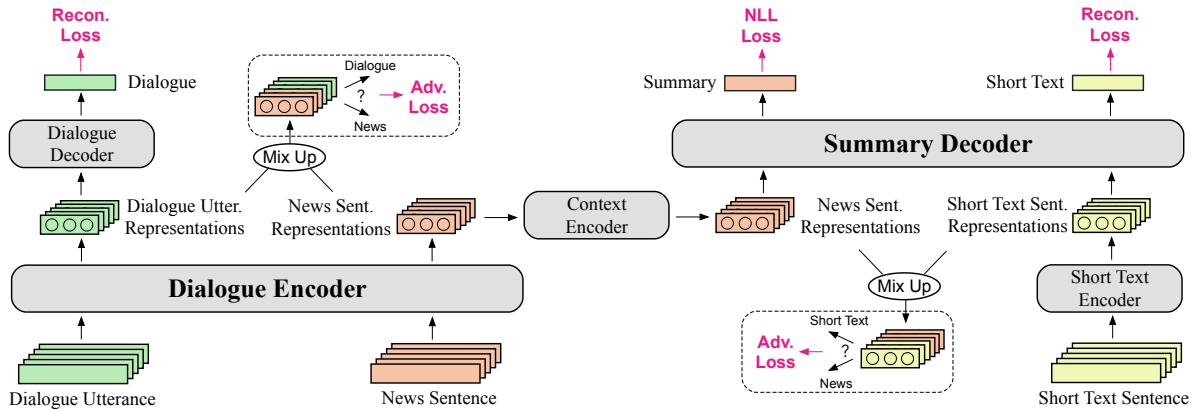 Recon.
Loss
Dialogue
Dialogue
Decoder
Dialogue Utter.
Representations
Dialogue
?
News
Adv.
Loss
Mix Up
News Sent.
Representations
Dialogue Encoder
Dialogue Utterance
News Sentence
Context
Encoder
NLL
Loss
Summary
Recon.
Loss
Short Text
Summary Decoder
News Sent.
Representations
Short Text Sent.
Representations
Mix Up
Short Text
?
News
Adv.
Loss
Short Text
Encoder
Short Text Sentence